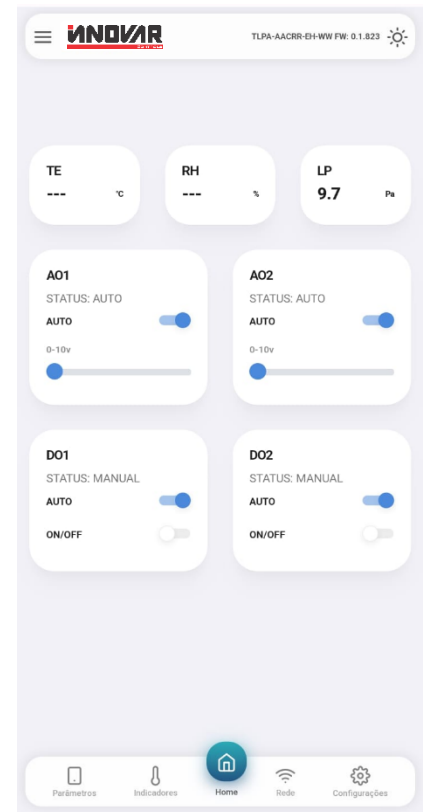 INNOVAR
TLPA-AACRR-EH-WW FW: 0.1.823
TE
--- °C
RH
--- %
LP
9.7 Pa
AO1
STATUS: AUTO
AUTO
0-10v
AO2
STATUS: AUTO
AUTO
0-10v
DO1
STATUS: MANUAL
AUTO
ON/OFF
DO2
STATUS: MANUAL
AUTO
ON/OFF
Parâmetros
Indicadores
Home
Rede
Configurações